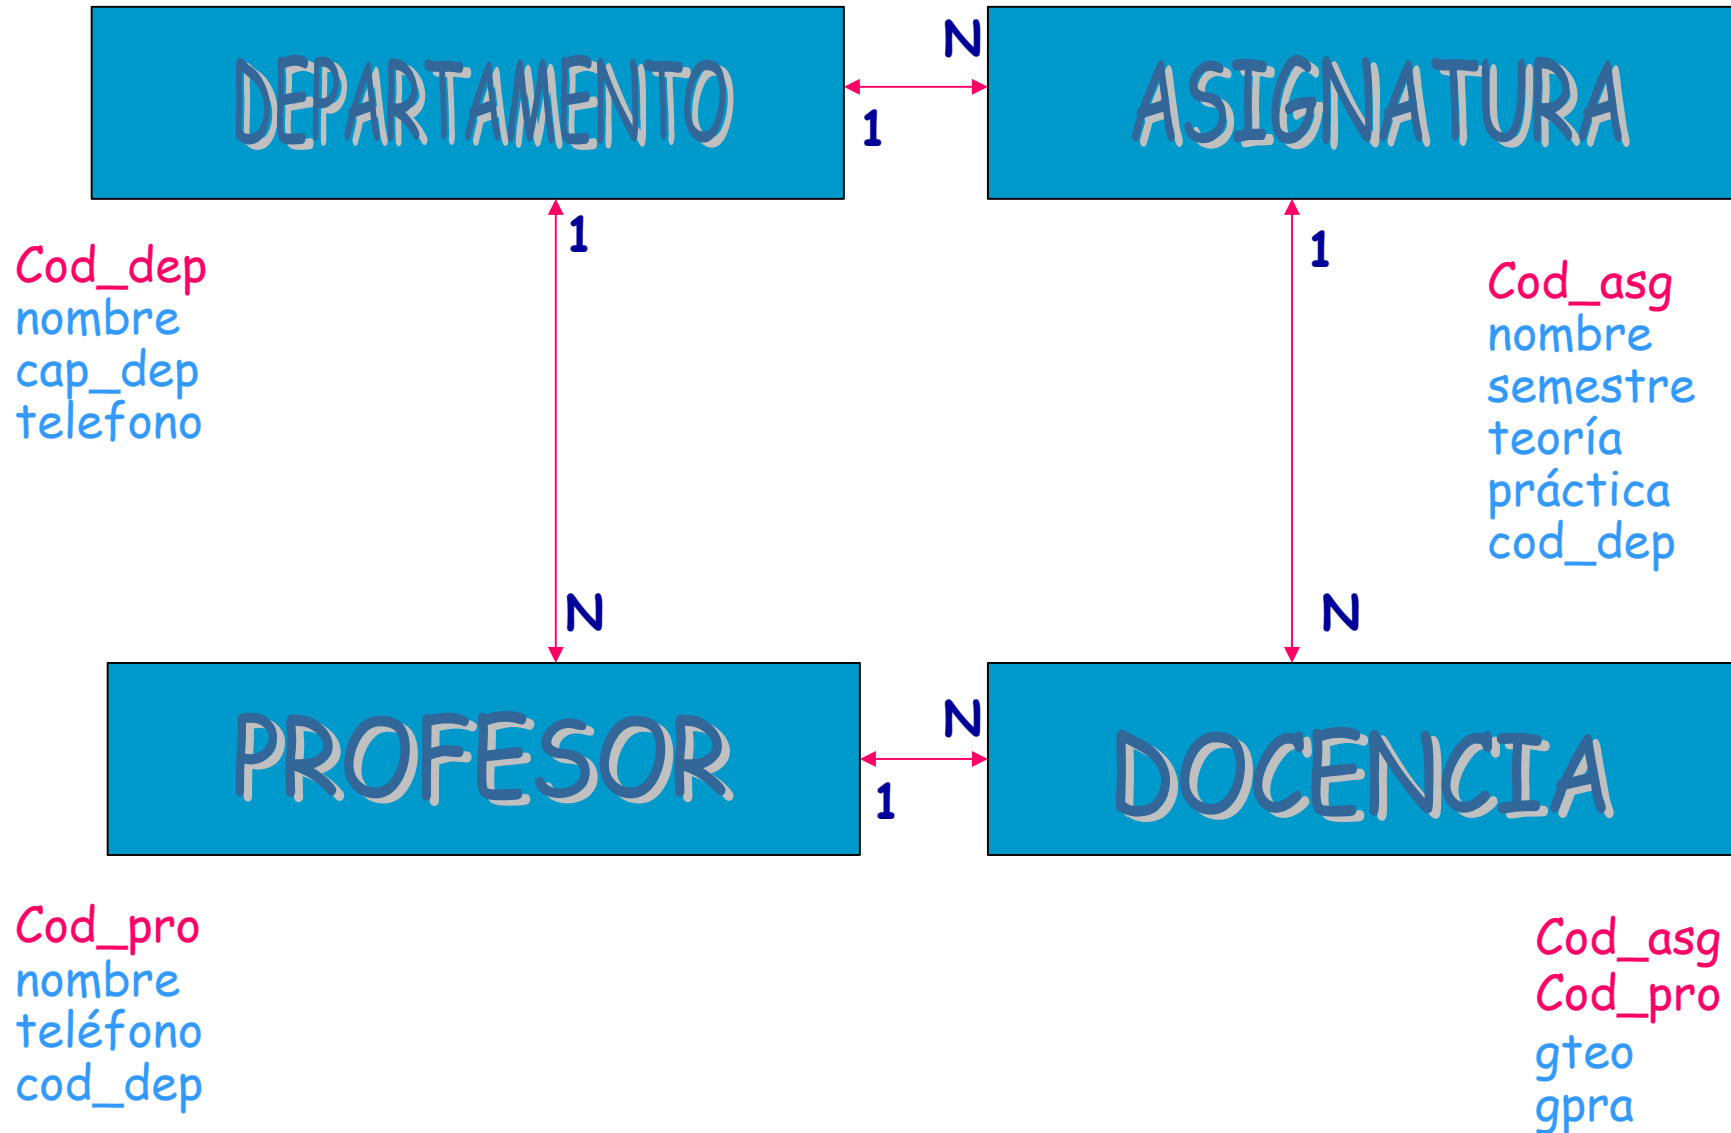 DEPARTAMENTO
N
1
ASIGNATURA
1
1
Cod_dep
nombre
cap_dep
telefono
Cod_asg
nombre
semestre
teoría
práctica
cod_dep
N
N
PROFESOR
N
1
DOCENCIA
Cod_pro
nombre
teléfono
cod_dep
Cod_asg
Cod_pro
gteo
gpra